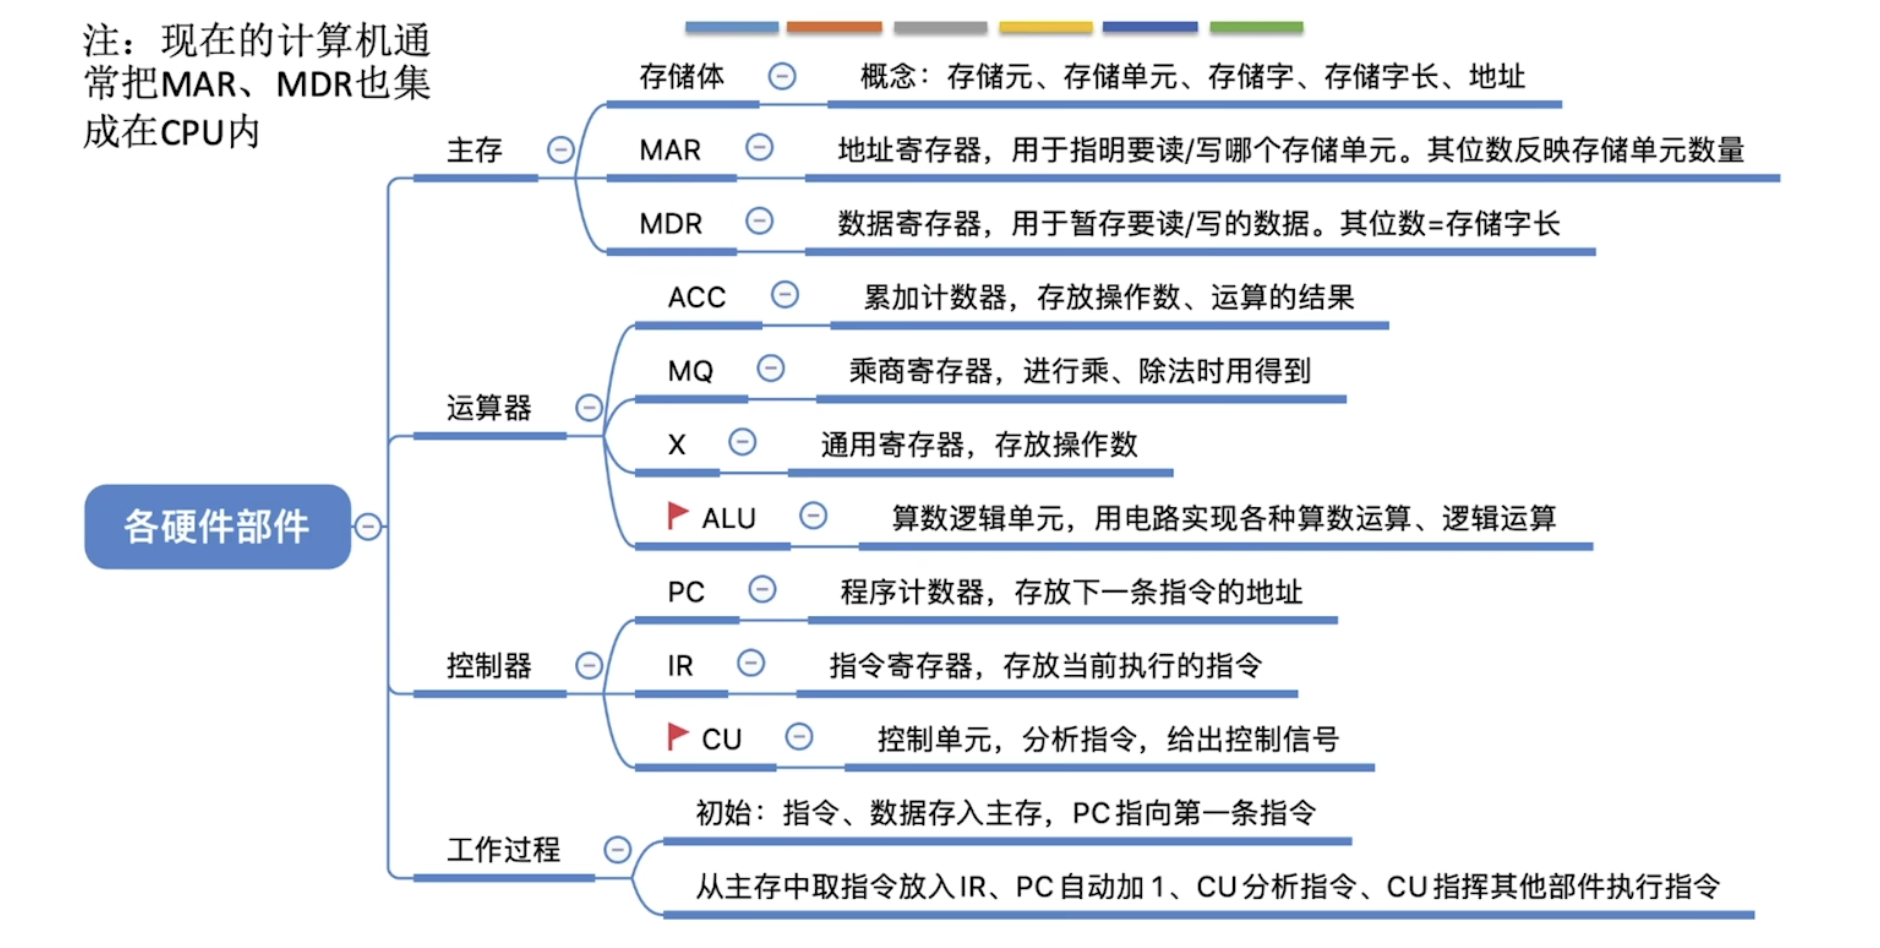 注：现在的计算机通
常把MAR、MDR也集
成在CPU内
各硬件部件
主存
存储体
概念：存储元、存储单元、存储字、存储字长、地址
MAR
地址寄存器，用于指明要读/写哪个存储单元。其位数反映存储单元数量
MDR
数据寄存器，用于暂存要读/写的数据。其位数=存储字长
运算器
ACC
累加计数器，存放操作数、运算的结果
MQ
乘商寄存器，进行乘、除法时用得到
X
通用寄存器，存放操作数
ALU
算数逻辑单元，用电路实现各种算数运算、逻辑运算
控制器
PC
程序计数器，存放下一条指令的地址
IR
指令寄存器，存放当前执行的指令
CU
控制单元，分析指令，给出控制信号
工作过程
初始：指令、数据存入主存，PC指向第一条指令
从主存中取指令放入IR、PC自动加1、CU分析指令、CU指挥其他部件执行指令